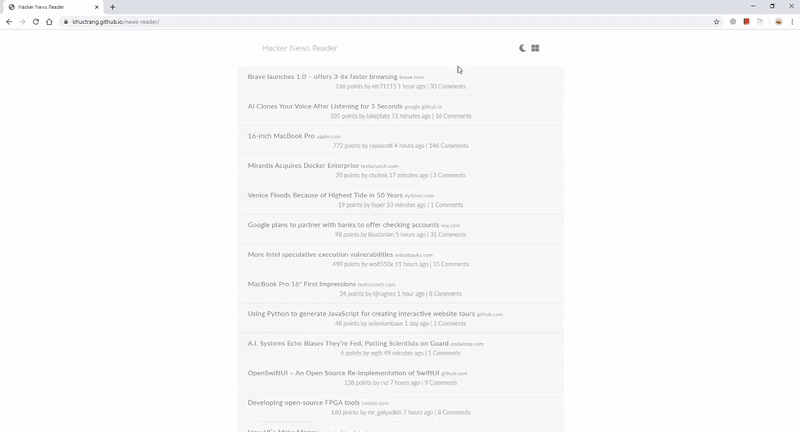 Hacker News Reader
khuctrang.github.io/news-reader/
Hacker News Reader
Brave launches 1.0 – offers 3-6x faster browsing brave.com
166 points by etr71115 1 hour ago | 30 Comments
AI Clones Your Voice After Listening for 5 Seconds google.github.io
105 points by lukeplato 51 minutes ago | 16 Comments
16-inch MacBook Pro apple.com
772 points by rayascott 4 hours ago | 146 Comments
Mirantis Acquires Docker Enterprise techcrunch.com
20 points by chuhnk 17 minutes ago | 3 Comments
Venice Floods Because of Highest Tide in 50 Years nytimes.com
19 points by lisper 53 minutes ago | 1 Comments
Google plans to partner with banks to offer checking accounts wsj.com
98 points by Bostonian 5 hours ago | 31 Comments
More Intel speculative execution vulnerabilities mdsattacks.com
490 points by wolf550e 11 hours ago | 15 Comments
MacBook Pro 16" First Impressions techcrunch.com
24 points by kjhughes 1 hour ago | 8 Comments
Using Python to generate JavaScript for creating interactive website tours github.com
48 points by seleniumbase 1 day ago | 1 Comments
A.I. Systems Echo Biases They're Fed, Putting Scientists on Guard
6 points by wgfs 49 minutes ago | 1 Comments
OpenSwiftUI – An Open Source Re-Implementation of SwiftUI github.com
128 points by rvz 7 hours ago | 9 Comments
Developing open-source FPGA tools twitter.com
160 points by mr_golyadkin 7 hours ago | 8 Comments